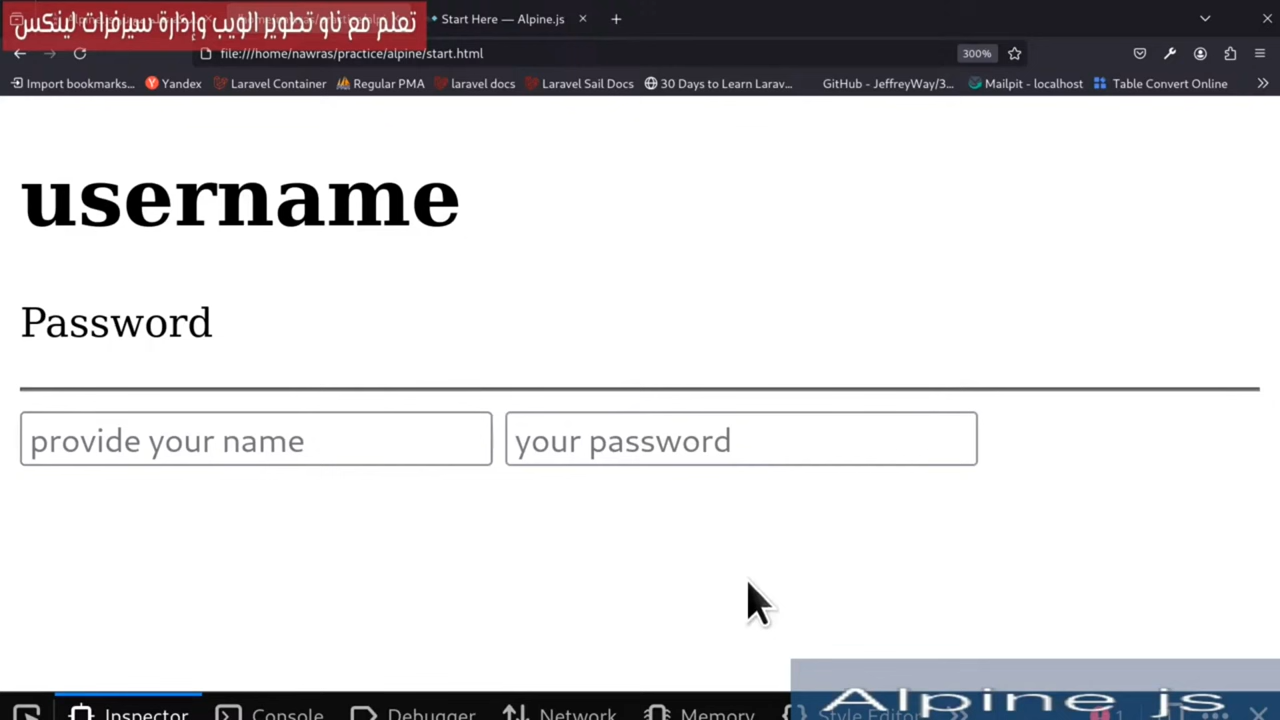 تعلم مع ناو تطوير الويب وإدارة سيرفرات لينكس
Start Here — Alpine.js
file:///home/nawras/practice/alpine/start.html
300%
Import bookmarks...
Yandex
Laravel Container
Regular PMA
laravel docs
Laravel Sail Docs
30 Days to Learn Larav...
GitHub - JeffreyWay/3...
Mailpit - localhost
Table Convert Online
username
Password
provide your name
your password
Alpine js
Inspector
Console
Debugger
Network
Memory
Style Editor
1